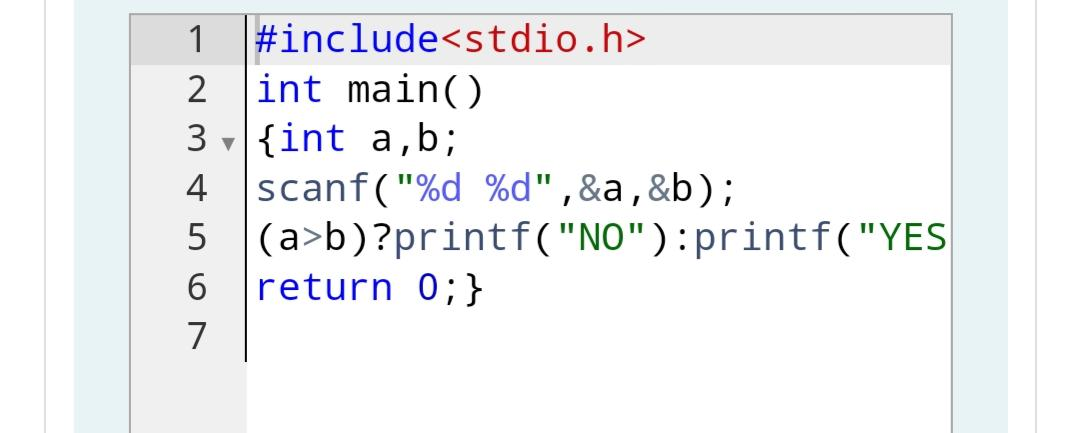 1 #include<stdio.h>
2 int main()
3 {int a,b;
4 scanf("%d %d",&a,&b);
5 (a>b)?printf("NO"):printf("YES
6 return 0;}
7